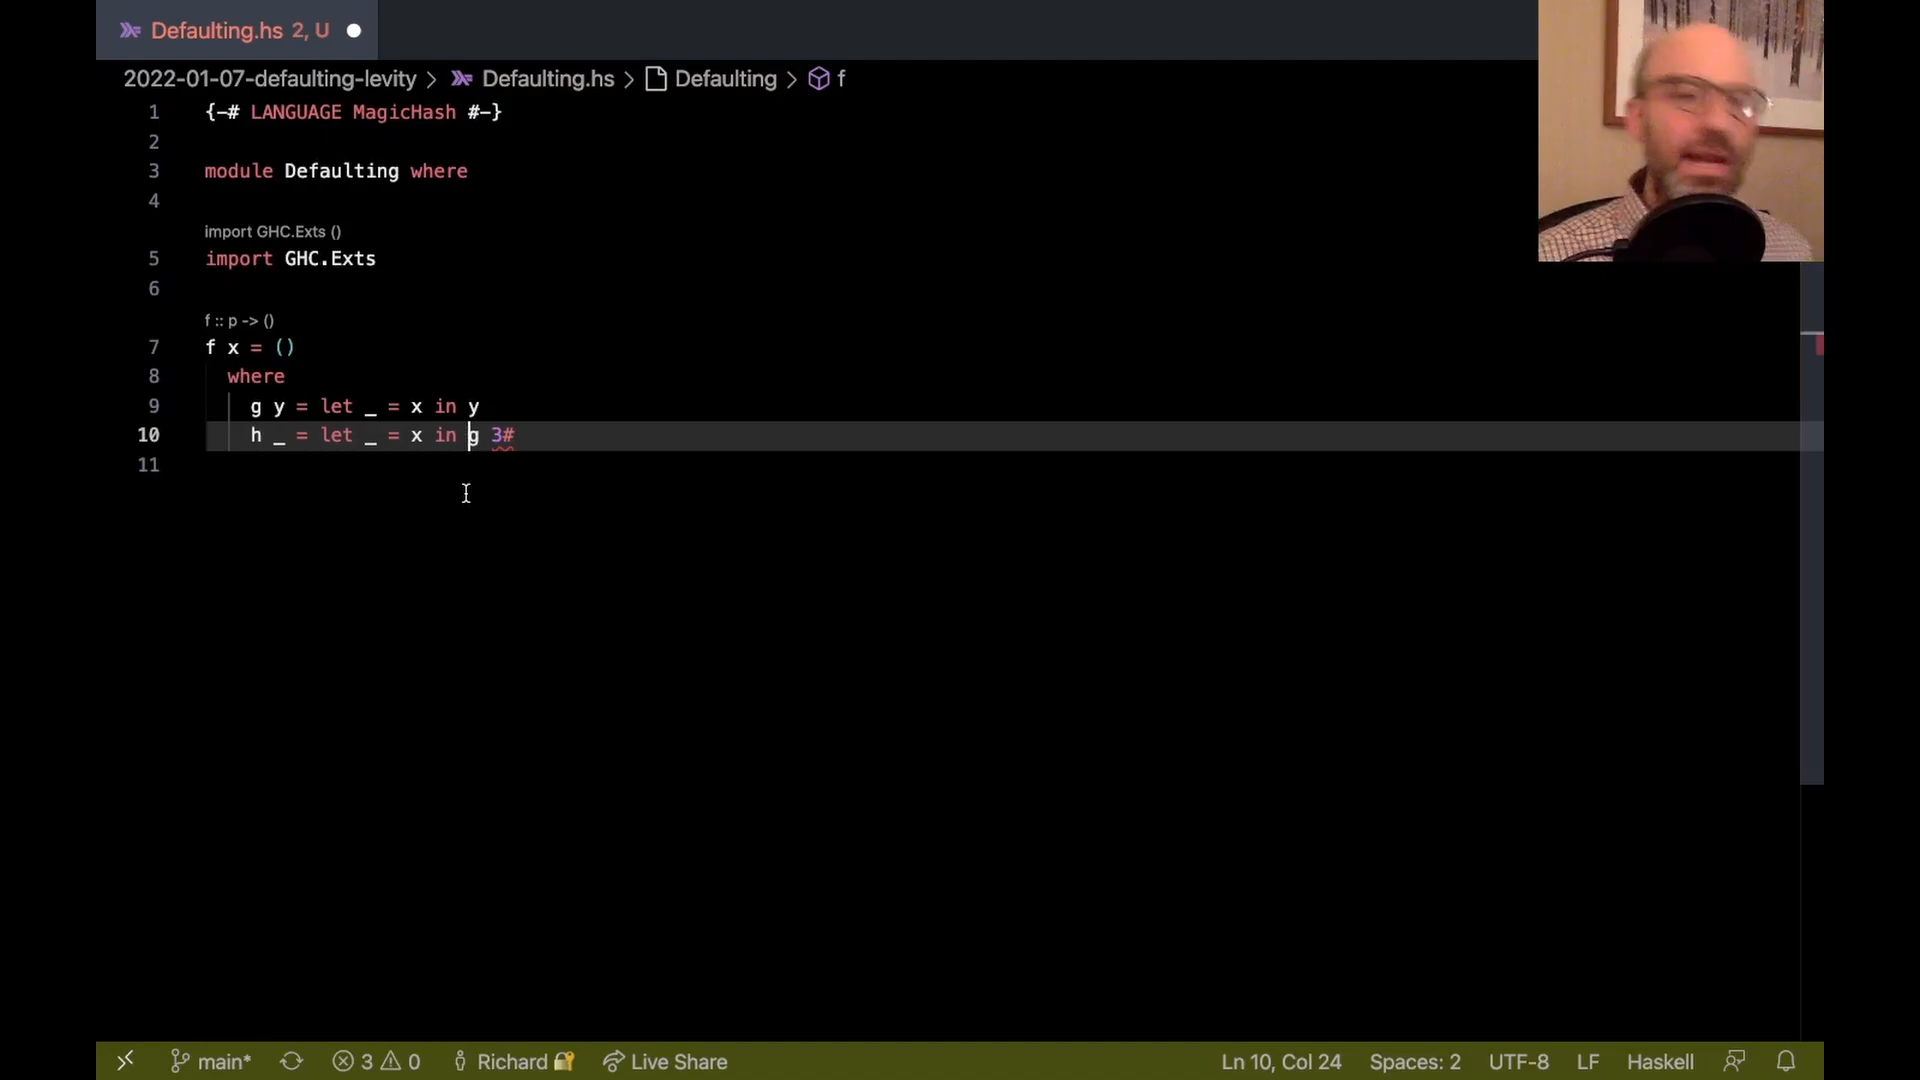 Defaulting.hs 2, U
2022-01-07-defaulting-levity > Defaulting.hs > Defaulting > f
1 {-# LANGUAGE MagicHash #-}
2
3 module Defaulting where
4
import GHC.Exts ()
5 import GHC.Exts
6
f :: p -> ()
7 f x = ()
8 where
9 g y = let _ = x in y
10 h _ = let _ = x in g 3#
11
main* 3 0 Richard 🔐 Live Share Ln 10, Col 24 Spaces: 2 UTF-8 LF Haskell